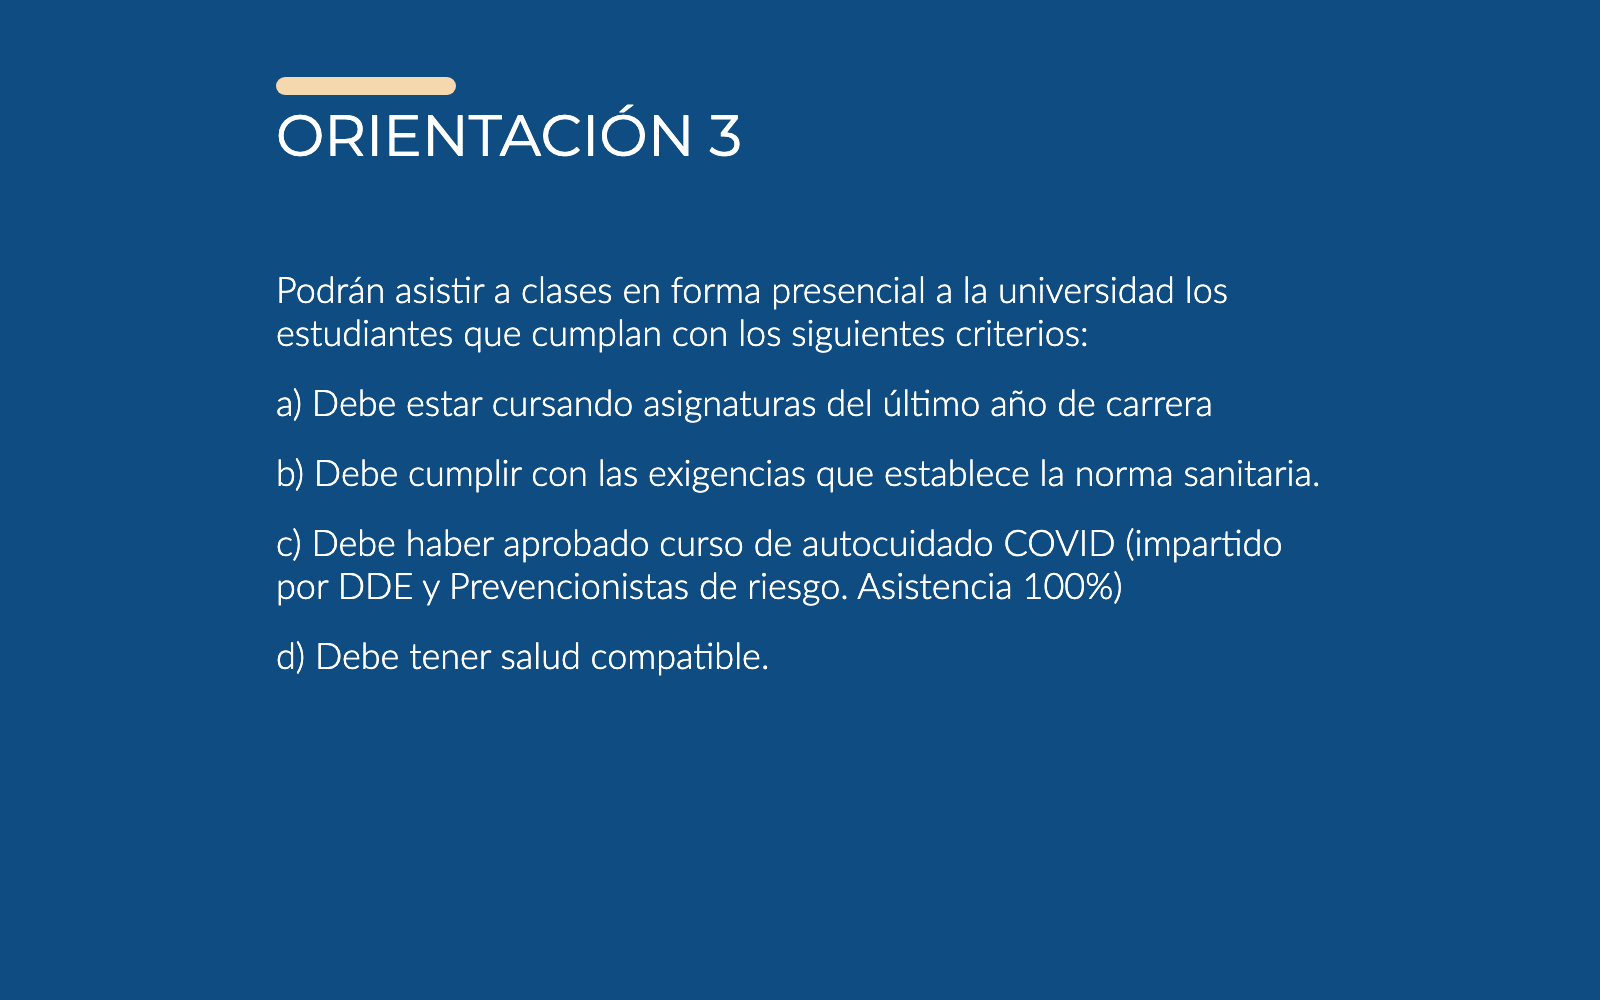 ORIENTACIÓN 3
Podrán asistir a clases en forma presencial a la universidad los
estudiantes que cumplan con los siguientes criterios:
a) Debe estar cursando asignaturas del último año de carrera
b) Debe cumplir con las exigencias que establece la norma sanitaria.
c) Debe haber aprobado curso de autocuidado COVID (impartido
por DDE y Prevencionistas de riesgo. Asistencia 100%)
d) Debe tener salud compatible.